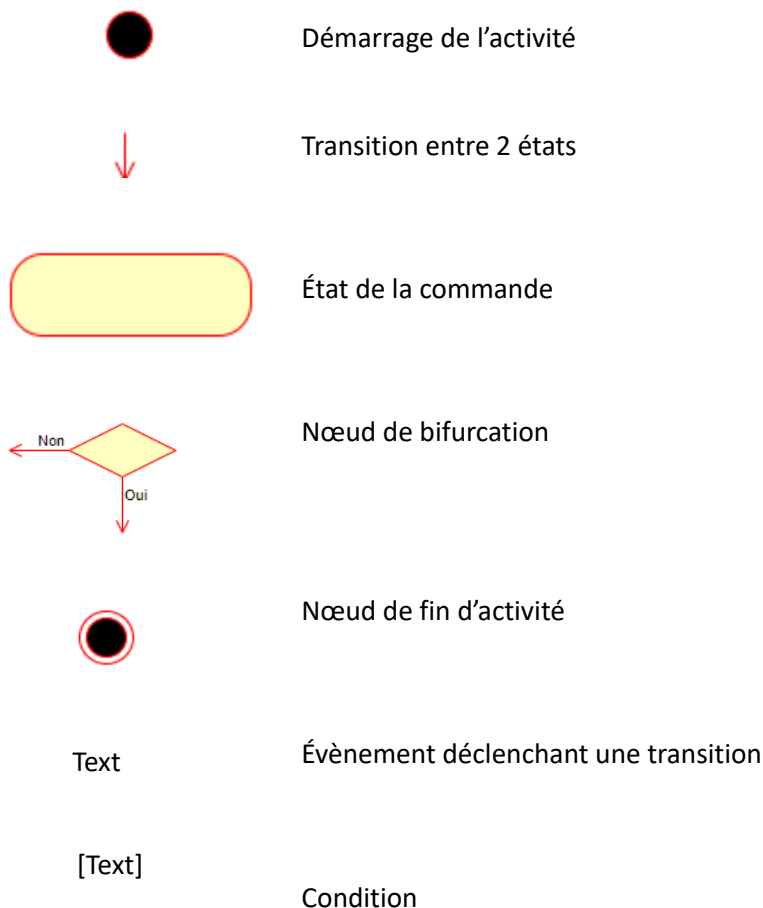 Démarrage de l’activité
Transition entre 2 états
État de la commande
Nœud de bifurcation
Non
Oui
Nœud de fin d’activité
Text
Évènement déclenchant une transition
[Text]
Condition